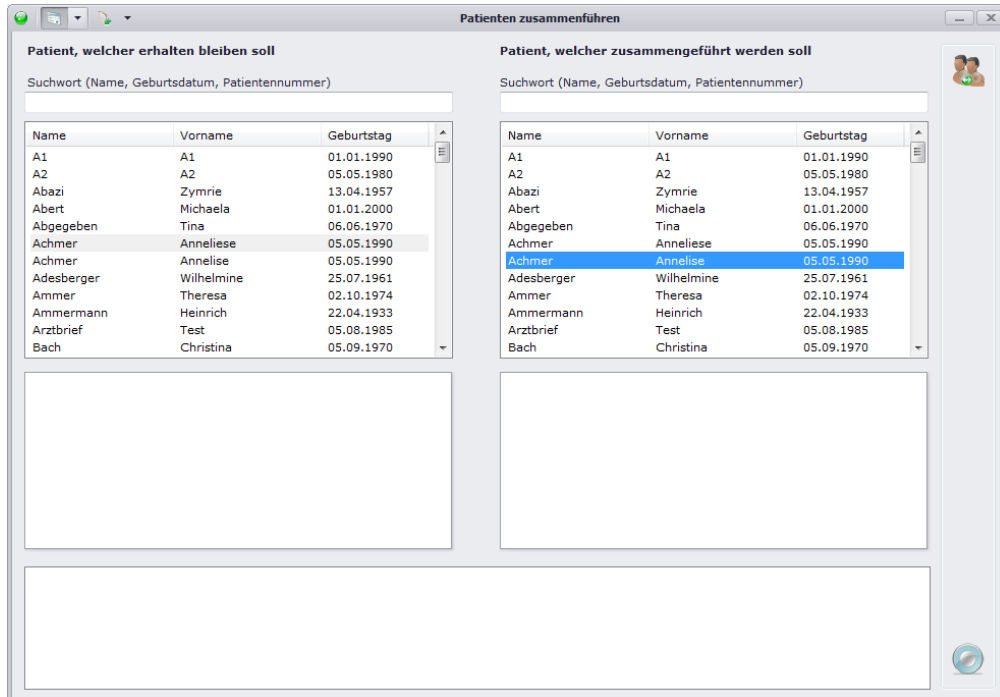 Patienten zusammenführen
Patient, welcher erhalten bleiben soll
Suchwort (Name, Geburtsdatum, Patientennummer)
Name Vorname Geburtstag
A1 A1 01.01.1990
A2 A2 05.05.1980
Abazi Zymrie 13.04.1957
Abert Michaela 01.01.2000
Abgegeben Tina 06.06.1970
Achmer Anneliese 05.05.1990
Achmer Annelise 05.05.1990
Adesberger Wilhelmine 25.07.1961
Ammer Theresa 02.10.1974
Ammermann Heinrich 22.04.1933
Arztbrief Test 05.08.1985
Bach Christina 05.09.1970
Patient, welcher zusammengeführt werden soll
Suchwort (Name, Geburtsdatum, Patientennummer)
Name Vorname Geburtstag
A1 A1 01.01.1990
A2 A2 05.05.1980
Abazi Zymrie 13.04.1957
Abert Michaela 01.01.2000
Abgegeben Tina 06.06.1970
Achmer Anneliese 05.05.1990
Achmer Annelise 05.05.1990
Adesberger Wilhelmine 25.07.1961
Ammer Theresa 02.10.1974
Ammermann Heinrich 22.04.1933
Arztbrief Test 05.08.1985
Bach Christina 05.09.1970